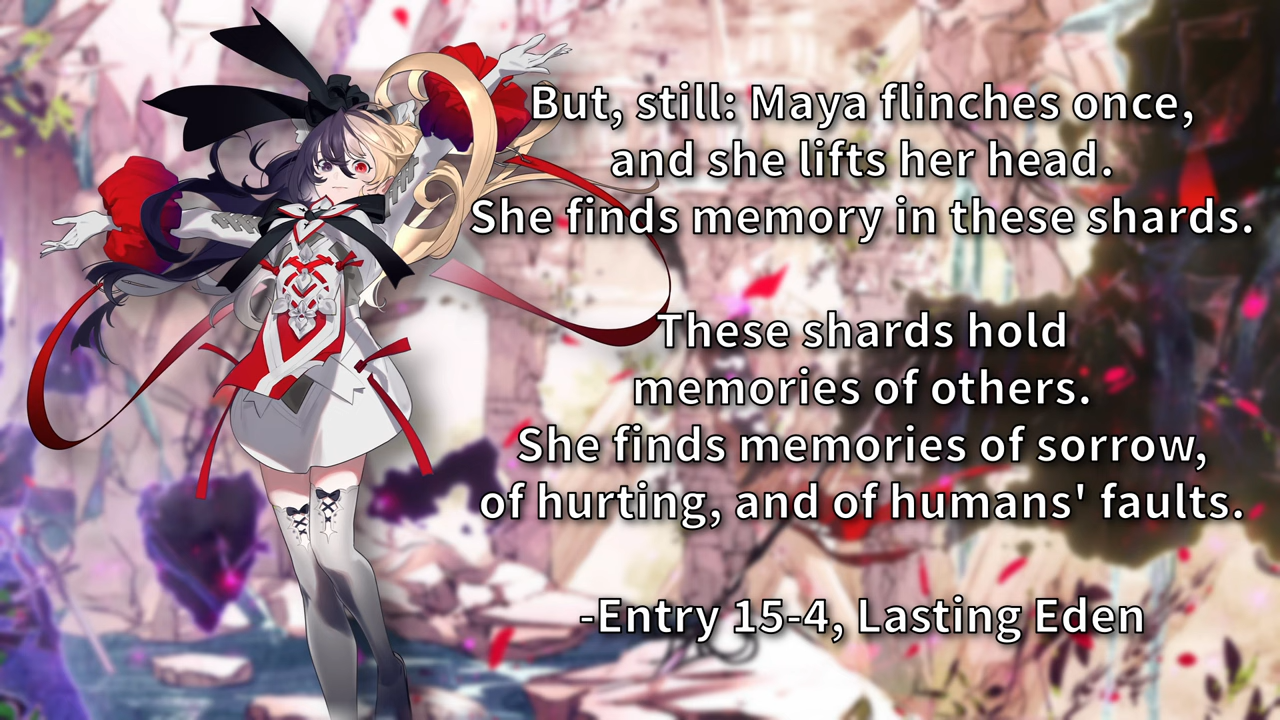 But, still: Maya flinches once,
and she lifts her head.
She finds memory in these shards.
These shards hold
memories of others.
She finds memories of sorrow,
of hurting, and of humans' faults.
-Entry 15-4, Lasting Eden